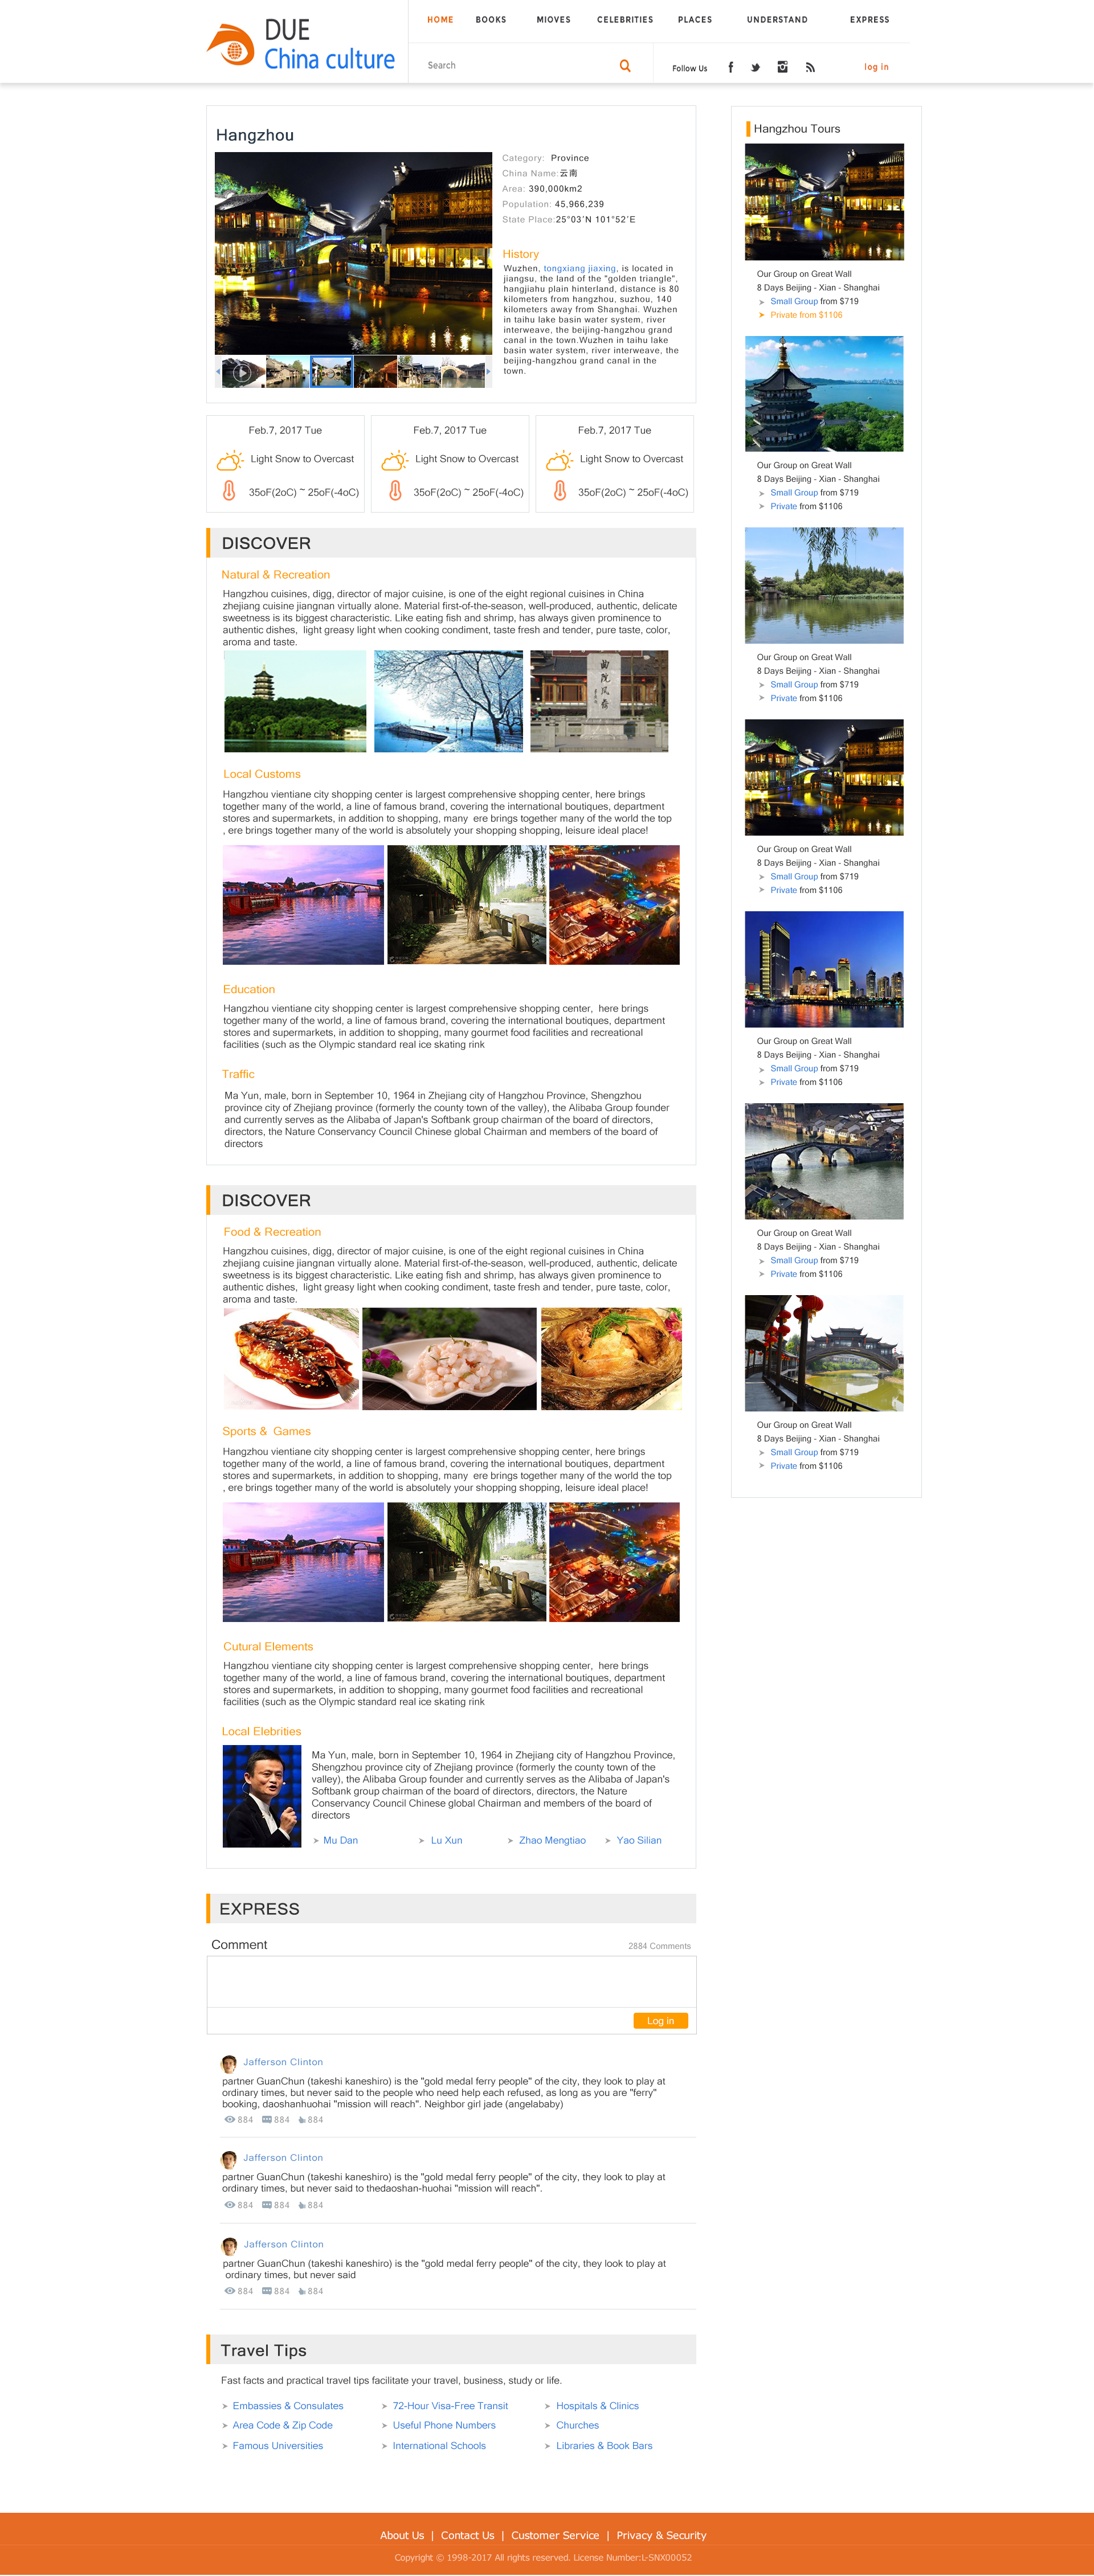 DUE
China culture
HOME BOOKS MIOVES CELEBRITIES PLACES UNDERSTAND EXPRESS
Search
Follow Us
log in
Hangzhou
Category: Province
China Name:云南
Area: 390,000km2
Population: 45,966,239
State Place:25°03′N 101°52′E
History
Wuzhen, tongxiang jiaxing, is located in
jiangsu, the land of the "golden triangle",
hangjiahu plain hinterland, distance is 80
kilometers from hangzhou, suzhou, 140
kilometers away from Shanghai. Wuzhen
in taihu lake basin water system, river
interweave, the beijing-hangzhou grand
canal in the town.Wuzhen in taihu lake
basin water system, river interweave, the
beijing-hangzhou grand canal in the
town.
Feb.7, 2017 Tue
Light Snow to Overcast
35oF(2oC) ~ 25oF(-4oC)
Feb.7, 2017 Tue
Light Snow to Overcast
35oF(2oC) ~ 25oF(-4oC)
Feb.7, 2017 Tue
Light Snow to Overcast
35oF(2oC) ~ 25oF(-4oC)
DISCOVER
Natural & Recreation
Hangzhou cuisines, digg, director of major cuisine, is one of the eight regional cuisines in China
zhejiang cuisine jiangnan virtually alone. Material first-of-the-season, well-produced, authentic, delicate
sweetness is its biggest characteristic. Like eating fish and shrimp, has always given prominence to
authentic dishes, light greasy light when cooking condiment, taste fresh and tender, pure taste, color,
aroma and taste.
曲院风荷
Local Customs
Hangzhou vientiane city shopping center is largest comprehensive shopping center, here brings
together many of the world, a line of famous brand, covering the international boutiques, department
stores and supermarkets, in addition to shopping, many ere brings together many of the world the top
, ere brings together many of the world is absolutely your shopping shopping, leisure ideal place!
Education
Hangzhou vientiane city shopping center is largest comprehensive shopping center, here brings
together many of the world, a line of famous brand, covering the international boutiques, department
stores and supermarkets, in addition to shopping, many gourmet food facilities and recreational
facilities (such as the Olympic standard real ice skating rink
Traffic
Ma Yun, male, born in September 10, 1964 in Zhejiang city of Hangzhou Province, Shengzhou
province city of Zhejiang province (formerly the county town of the valley), the Alibaba Group founder
and currently serves as the Alibaba of Japan's Softbank group chairman of the board of directors,
directors, the Nature Conservancy Council Chinese global Chairman and members of the board of
directors
DISCOVER
Food & Recreation
Hangzhou cuisines, digg, director of major cuisine, is one of the eight regional cuisines in China
zhejiang cuisine jiangnan virtually alone. Material first-of-the-season, well-produced, authentic, delicate
sweetness is its biggest characteristic. Like eating fish and shrimp, has always given prominence to
authentic dishes, light greasy light when cooking condiment, taste fresh and tender, pure taste, color,
aroma and taste.
Sports & Games
Hangzhou vientiane city shopping center is largest comprehensive shopping center, here brings
together many of the world, a line of famous brand, covering the international boutiques, department
stores and supermarkets, in addition to shopping, many ere brings together many of the world the top
, ere brings together many of the world is absolutely your shopping shopping, leisure ideal place!
Cutural Elements
Hangzhou vientiane city shopping center is largest comprehensive shopping center, here brings
together many of the world, a line of famous brand, covering the international boutiques, department
stores and supermarkets, in addition to shopping, many gourmet food facilities and recreational
facilities (such as the Olympic standard real ice skating rink
Local Elebrities
Ma Yun, male, born in September 10, 1964 in Zhejiang city of Hangzhou Province,
Shengzhou province city of Zhejiang province (formerly the county town of the
valley), the Alibaba Group founder and currently serves as the Alibaba of Japan's
Softbank group chairman of the board of directors, directors, the Nature
Conservancy Council Chinese global Chairman and members of the board of
directors
Mu Dan Lu Xun Zhao Mengtiao Yao Silian
EXPRESS
Comment 2884 Comments
Log in
Jafferson Clinton
partner GuanChun (takeshi kaneshiro) is the "gold medal ferry people" of the city, they look to play at
ordinary times, but never said to the people who need help each refused, as long as you are "ferry"
booking, daoshanhuohai "mission will reach". Neighbor girl jade (angelababy)
884 884 884
Jafferson Clinton
partner GuanChun (takeshi kaneshiro) is the "gold medal ferry people" of the city, they look to play at
ordinary times, but never said to thedaoshan-huohai "mission will reach".
884 884 884
Jafferson Clinton
partner GuanChun (takeshi kaneshiro) is the "gold medal ferry people" of the city, they look to play at
ordinary times, but never said
884 884 884
Travel Tips
Fast facts and practical travel tips facilitate your travel, business, study or life.
Embassies & Consulates 72-Hour Visa-Free Transit Hospitals & Clinics
Area Code & Zip Code Useful Phone Numbers Churches
Famous Universities International Schools Libraries & Book Bars
Hangzhou Tours
Our Group on Great Wall
8 Days Beijing - Xian - Shanghai
Small Group from $719
Private from $1106
Our Group on Great Wall
8 Days Beijing - Xian - Shanghai
Small Group from $719
Private from $1106
Our Group on Great Wall
8 Days Beijing - Xian - Shanghai
Small Group from $719
Private from $1106
Our Group on Great Wall
8 Days Beijing - Xian - Shanghai
Small Group from $719
Private from $1106
Our Group on Great Wall
8 Days Beijing - Xian - Shanghai
Small Group from $719
Private from $1106
Our Group on Great Wall
8 Days Beijing - Xian - Shanghai
Small Group from $719
Private from $1106
Our Group on Great Wall
8 Days Beijing - Xian - Shanghai
Small Group from $719
Private from $1106
About Us | Contact Us | Customer Service | Privacy & Security
Copyright © 1998-2017 All rights reserved. License Number:L-SNX00052